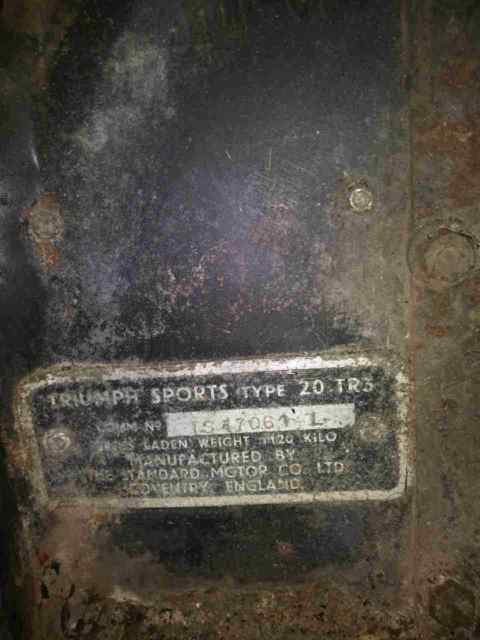 TRIUMPH SPORTS TYPE 20 TR3
COMM Nº TS47061 L
GROSS LADEN WEIGHT 1120 KILO
MANUFACTURED BY
THE STANDARD MOTOR CO. LTD
COVENTRY, ENGLAND.